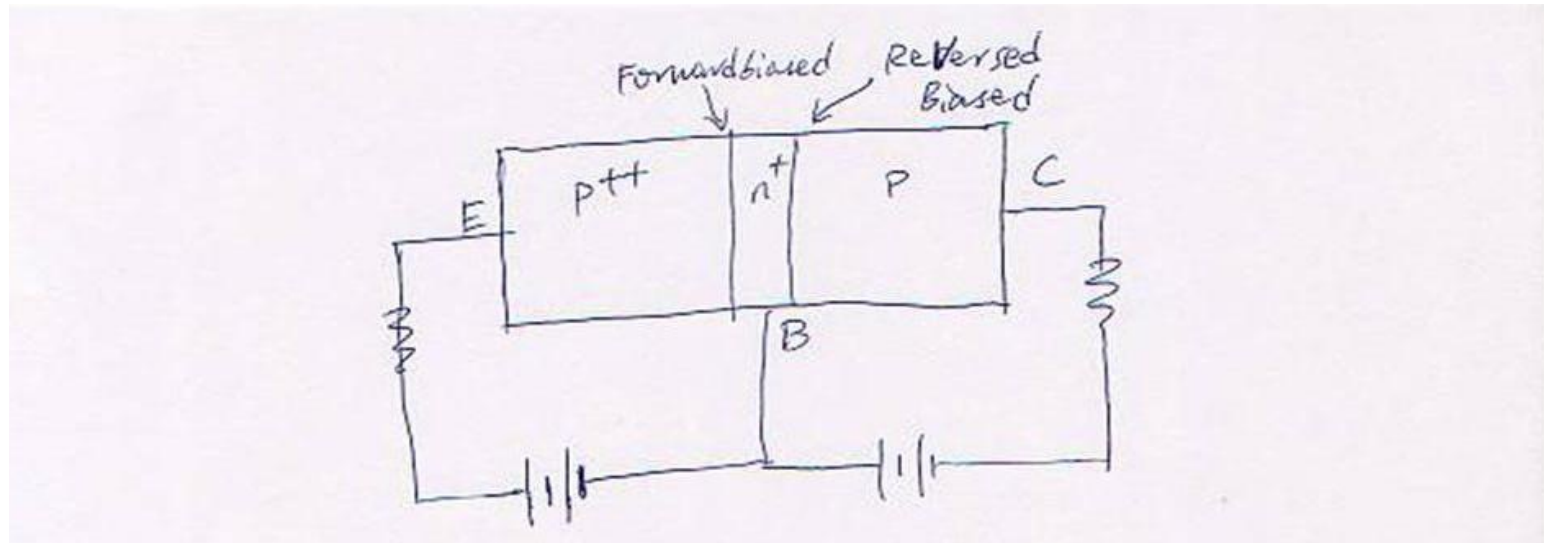 Forwardbiased
Reversed
Biased
E
p++
n+
P
C
B